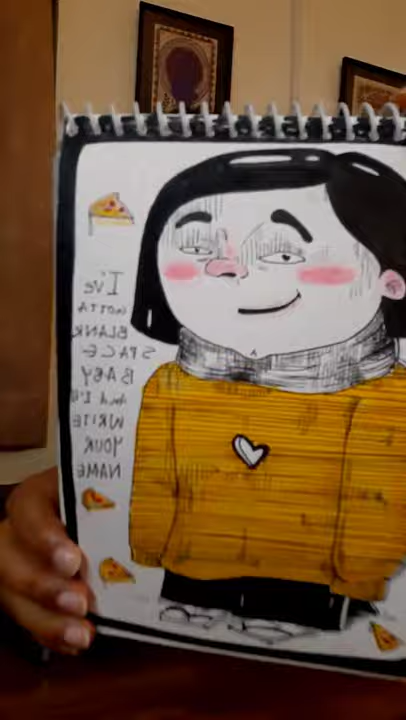 I've
GOTTA
BLANK
SPACE
BABY
And I'll
WRITE
YOUR
NAME